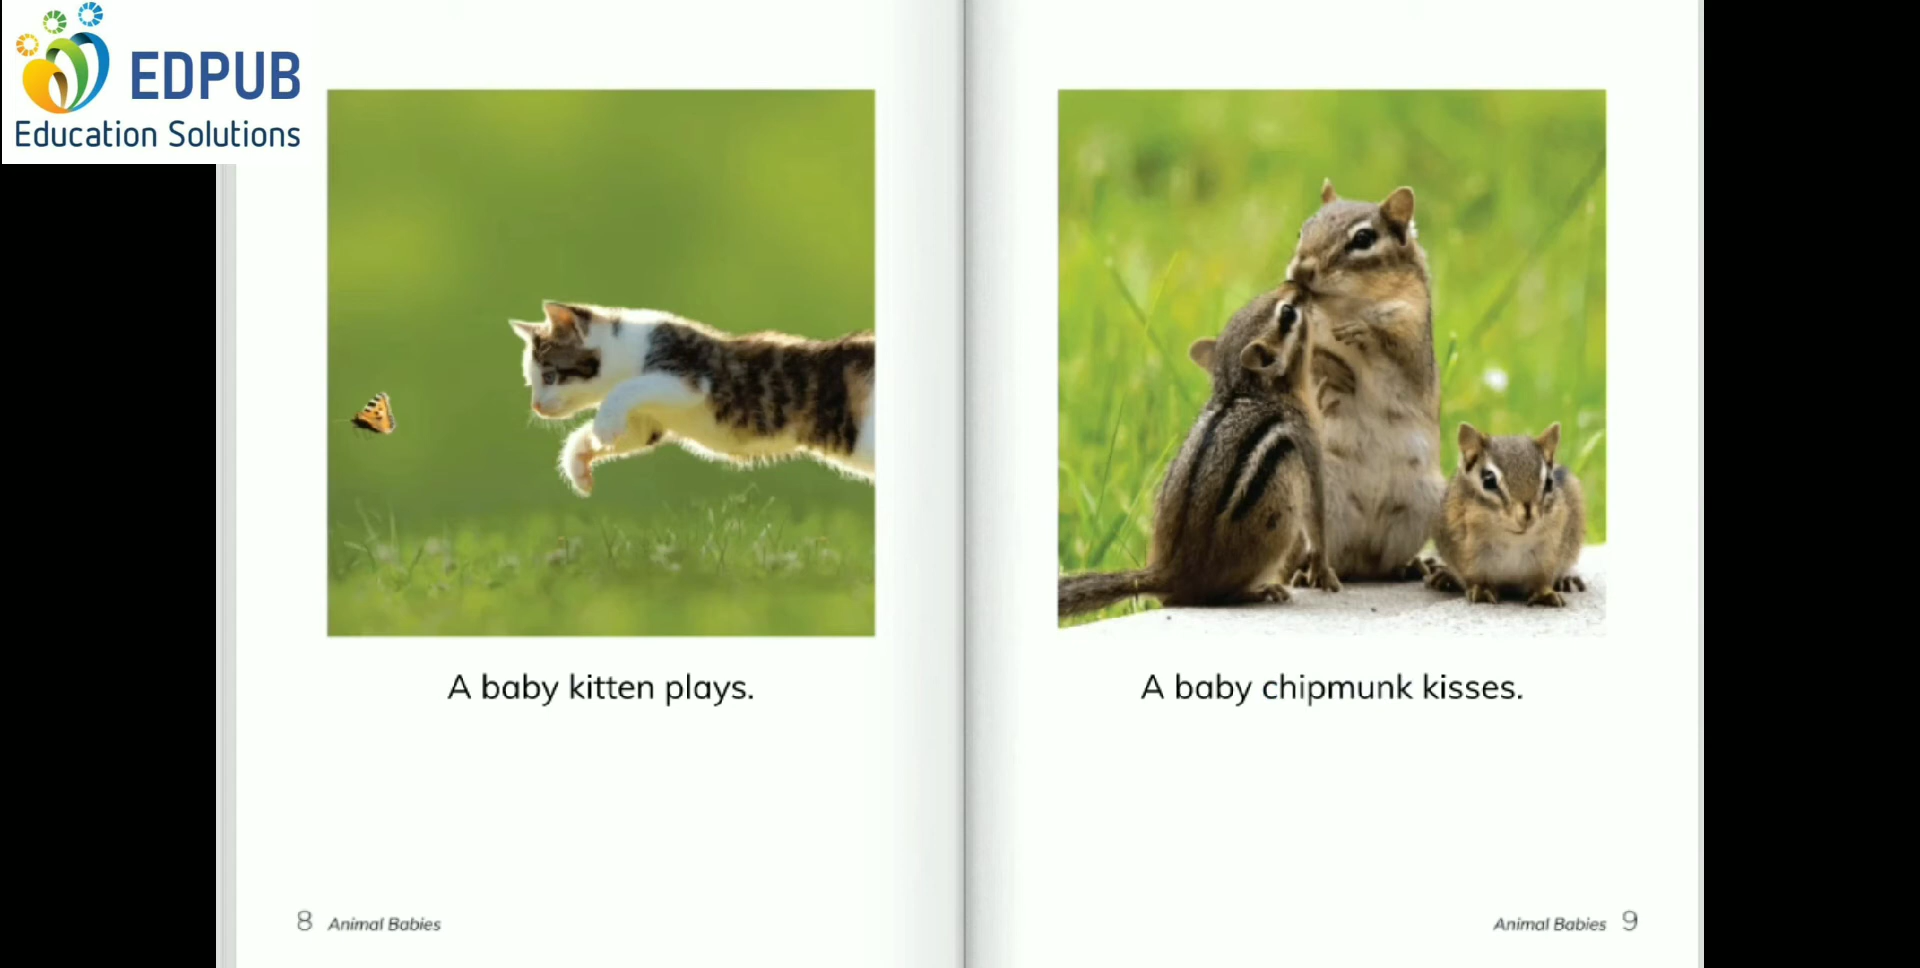 EDPUB
Education Solutions
A baby kitten plays.
A baby chipmunk kisses.
8 Animal Babies
Animal Babies 9